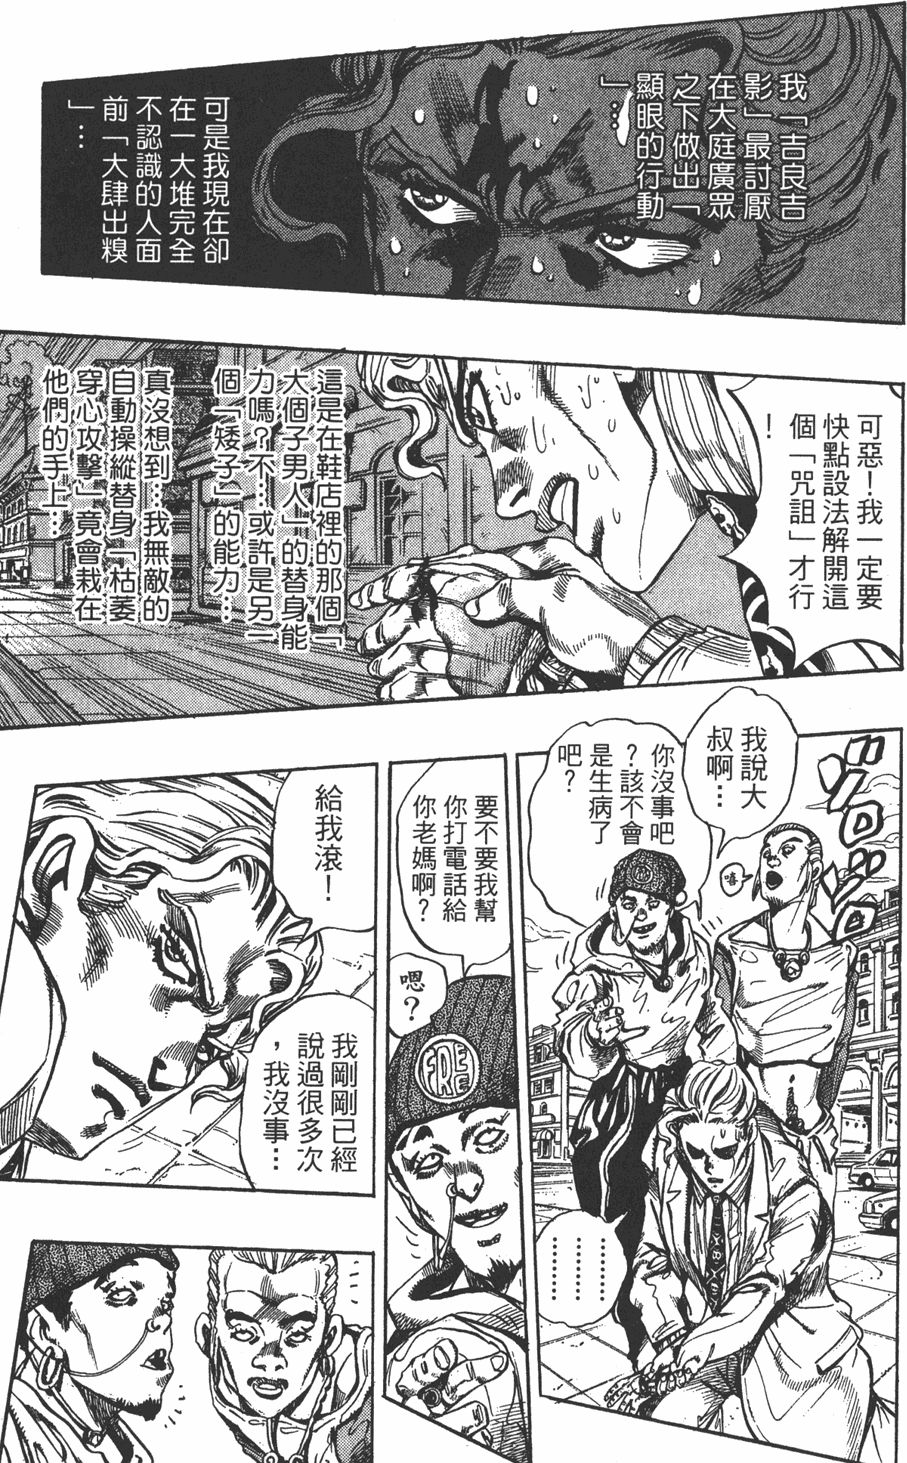 我「吉良吉
影」最討厭
在大庭廣眾
之下做出「
顯眼的行動
」…
可是我現在卻
在一大堆完全
不認識的人面
前「大肆出糗
」…
可惡！我一定要
快點設法解開這
個「咒詛」才行
！
這是在鞋店裡的那個「
大個子男人」的替身能
力嗎？不…或許是另一
個「矮子」的能力…
真沒想到…我無敵的
自動操縱替身「枯委
穿心攻擊」竟會栽在
他們的手上…
我說大
叔啊…
你沒事吧
？該不會
是生病了
吧？
嘻
………
………
要不要我幫
你打電話給
你老媽啊？
嗯？
FRE
RE
給我滾！
我剛剛已經
說過很多次
，我沒事…